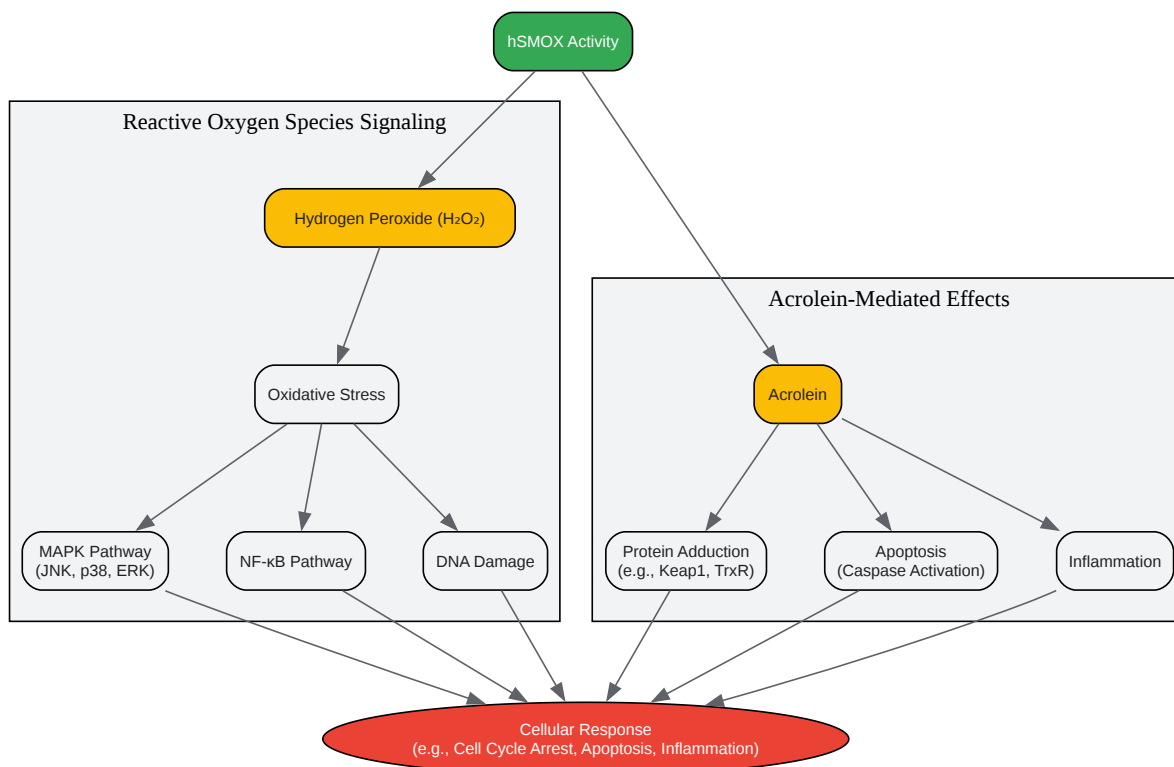 hSMOX Activity
Reactive Oxygen Species Signaling
Hydrogen Peroxide (H₂O₂)
Acrolein-Mediated Effects
Oxidative Stress
Acrolein
MAPK Pathway
(JNK, p38, ERK)
NF-κB Pathway
DNA Damage
Protein Adduction
(e.g., Keap1, TrxR)
Apoptosis
(Caspase Activation)
Inflammation
Cellular Response
(e.g., Cell Cycle Arrest, Apoptosis, Inflammation)